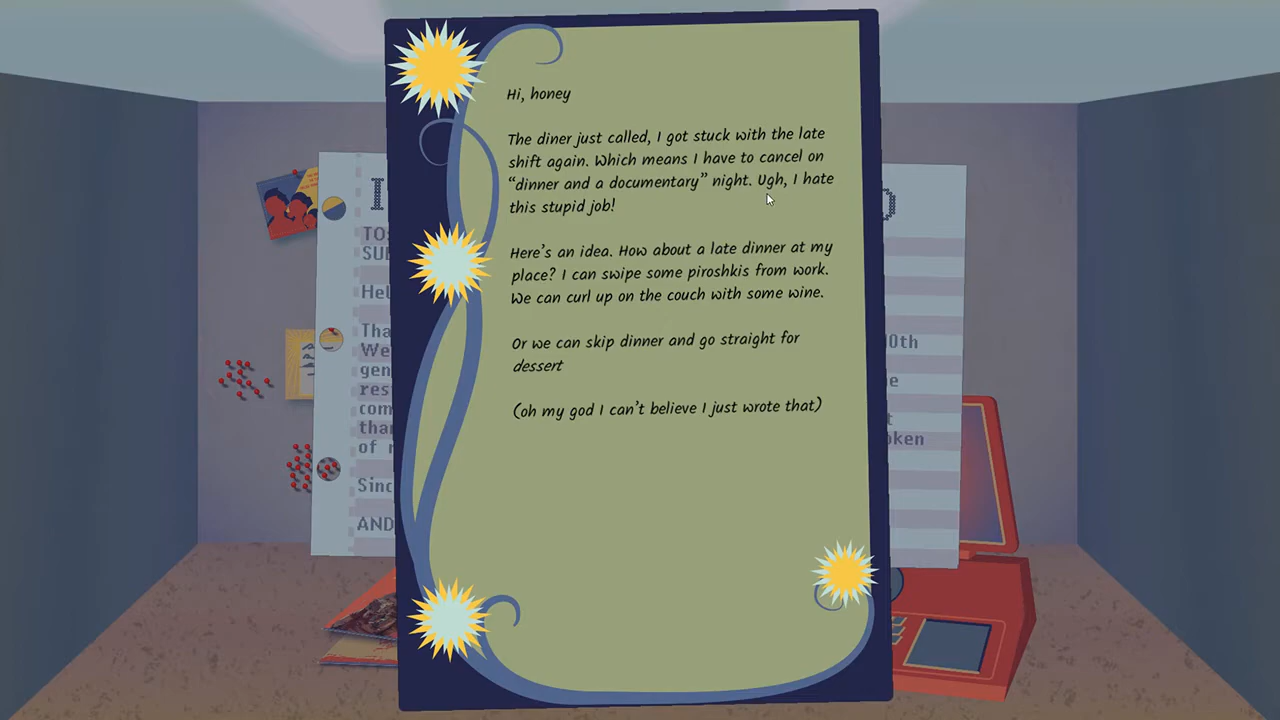 Hi, honey
The diner just called, I got stuck with the late
shift again. Which means I have to cancel on
“dinner and a documentary” night. Ugh, I hate
this stupid job!
Here’s an idea. How about a late dinner at my
place? I can swipe some piroshkis from work.
We can curl up on the couch with some wine.
Or we can skip dinner and go straight for
dessert
(oh my god I can’t believe I just wrote that)